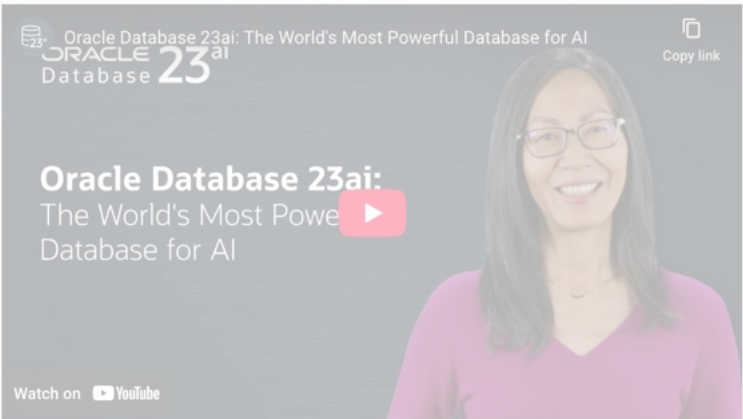 23ai
Oracle Database 23ai: The World's Most Powerful Database for AI
Copy link
ORACLE
Database 23ai
Oracle Database 23ai:
The World's Most Powe
Database for AI
Watch on YouTube